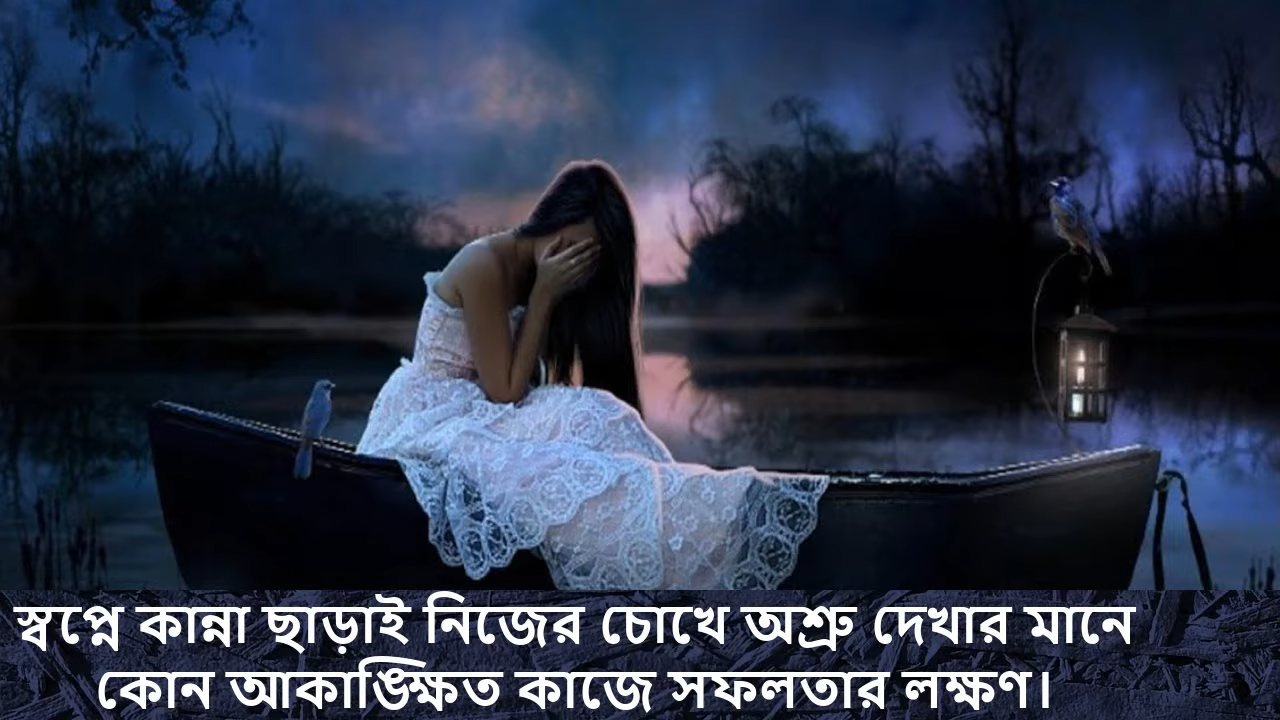 স্বপ্নে কান্না ছাড়াই নিজের চোখে অশ্রু দেখার মানে
কোন আকাঙ্ক্ষিত কাজে সফলতার লক্ষণ।